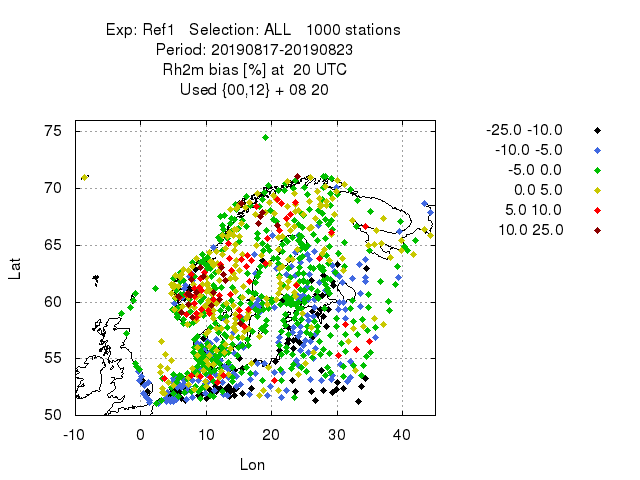 Exp: Ref1 Selection: ALL 1000 stations
Period: 20190817-20190823
Rh2m bias [%] at 20 UTC
Used {00,12} + 08 20
-25.0 -10.0
-10.0 -5.0
-5.0 0.0
0.0 5.0
5.0 10.0
10.0 25.0
75
70
65
60
55
50
Lat
-10 0 10 20 30 40
Lon